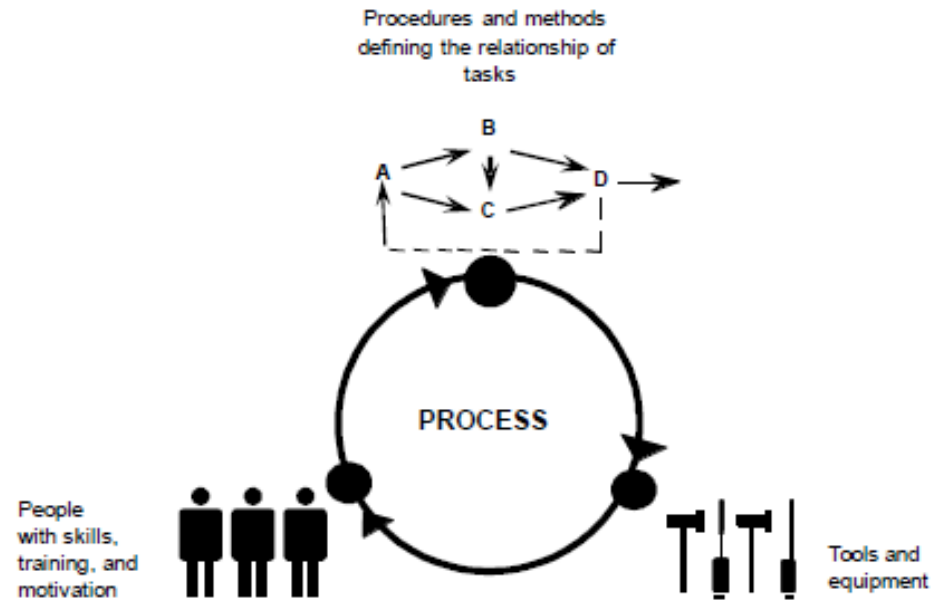 Procedures and methods
defining the relationship of
tasks
B
A
D
C
PROCESS
People
with skills,
training, and
motivation
Tools and
equipment